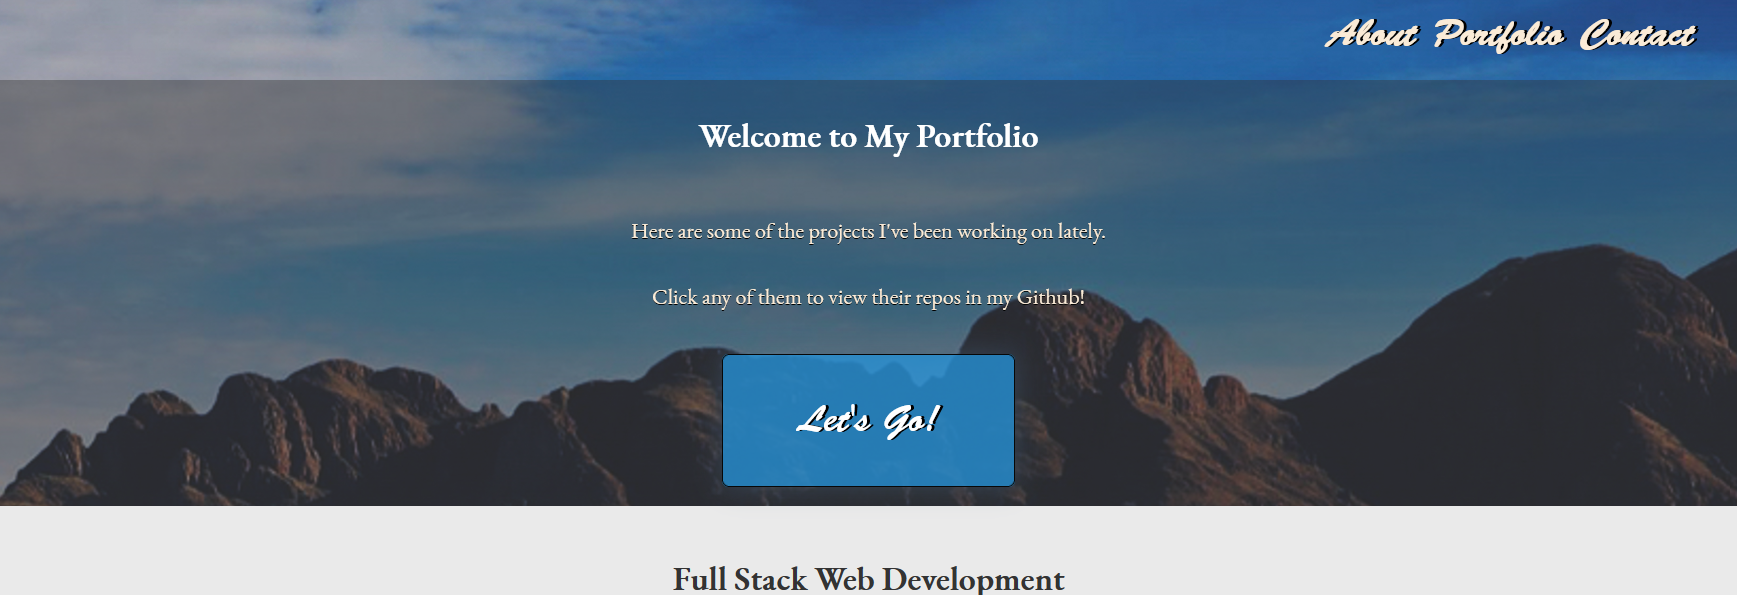 About Portfolio Contact
Welcome to My Portfolio
Here are some of the projects I've been working on lately.
Click any of them to view their repos in my Github!
Let's Go!
Full Stack Web Development